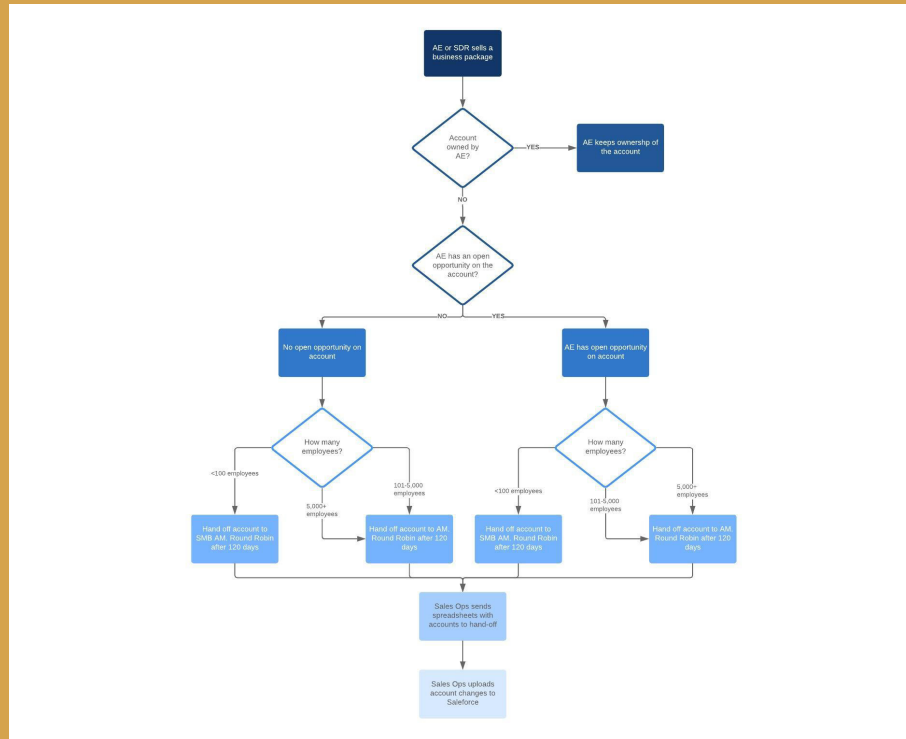 AE or SDR sells a
business package
Account
owned by
AE?
YES
AE keeps ownershp of
the account
NO
AE has an open
opportunity on the
account?
NO
YES
No open opportunity on
account
AE has open opportunity
on account
How many
employees?
How many
employees?
<100 employees
5,000+
employees
101-5,000
employees
<100 employees
101-5,000
employees
5,000+
employees
Hand off account to
SMB AM. Round Robin
after 120 days
Hand off account to AM.
Round Robin after 120
days
Hand off account to
SMB AM. Round Robin
after 120 days
Hand off account to AM.
Round Robin after 120
days
Sales Ops sends
spreadsheets with
accounts to hand-off
Sales Ops uploads
account changes to
Saleforce